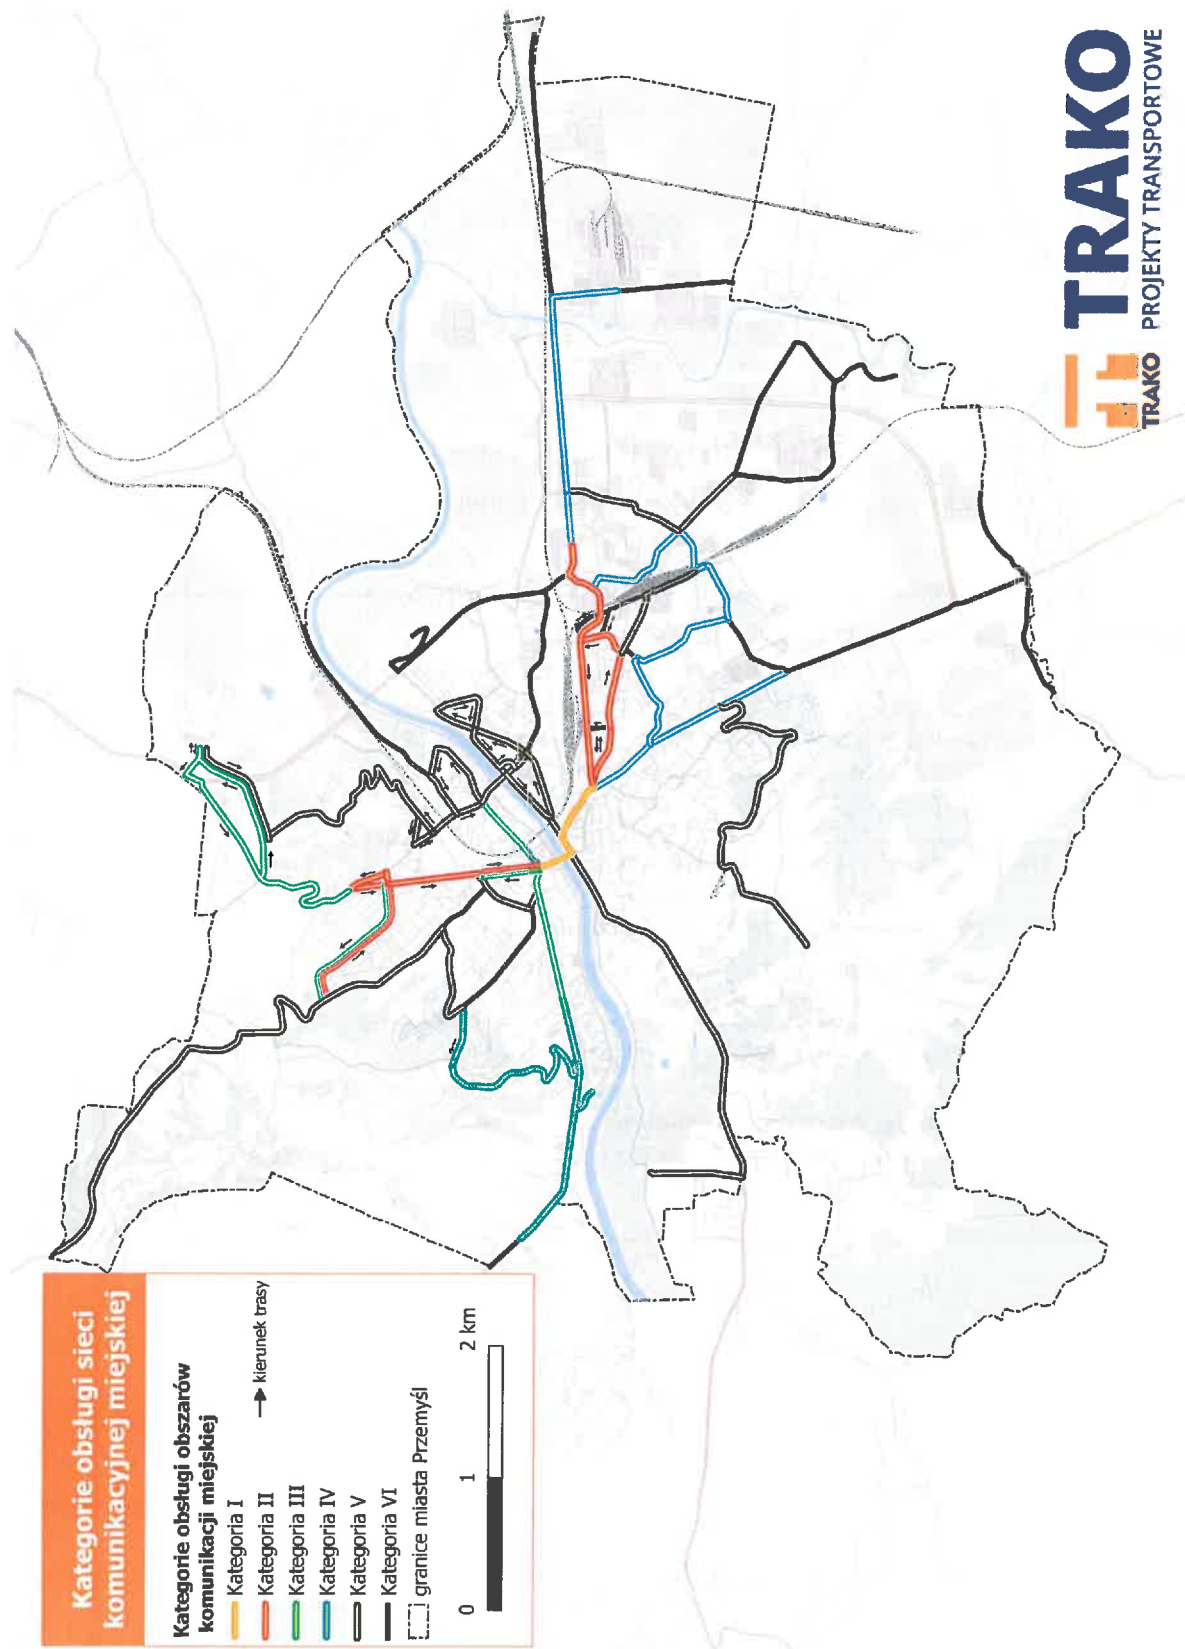 Kategorie obsługi sieci
komunikacyjnej miejskiej
Kategorie obsługi obszarów
komunikacji miejskiej
Kategoria I
Kategoria II
Kategoria III
Kategoria IV
Kategoria V
Kategoria VI
granice miasta Przemyśl
kierunek trasy
0 1 2 km
TRAKO
TRAKO
PROJEKTY TRANSPORTOWE